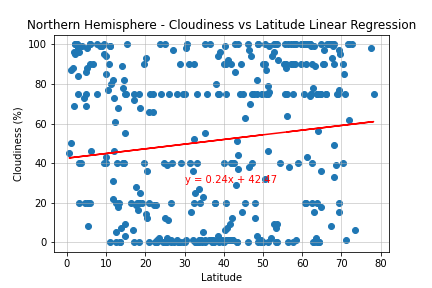 Northern Hemisphere - Cloudiness vs Latitude Linear Regression
100
80
60
40
20
0
Cloudiness (%)
y = 0.24x + 42.47
0 10 20 30 40 50 60 70 80
Latitude